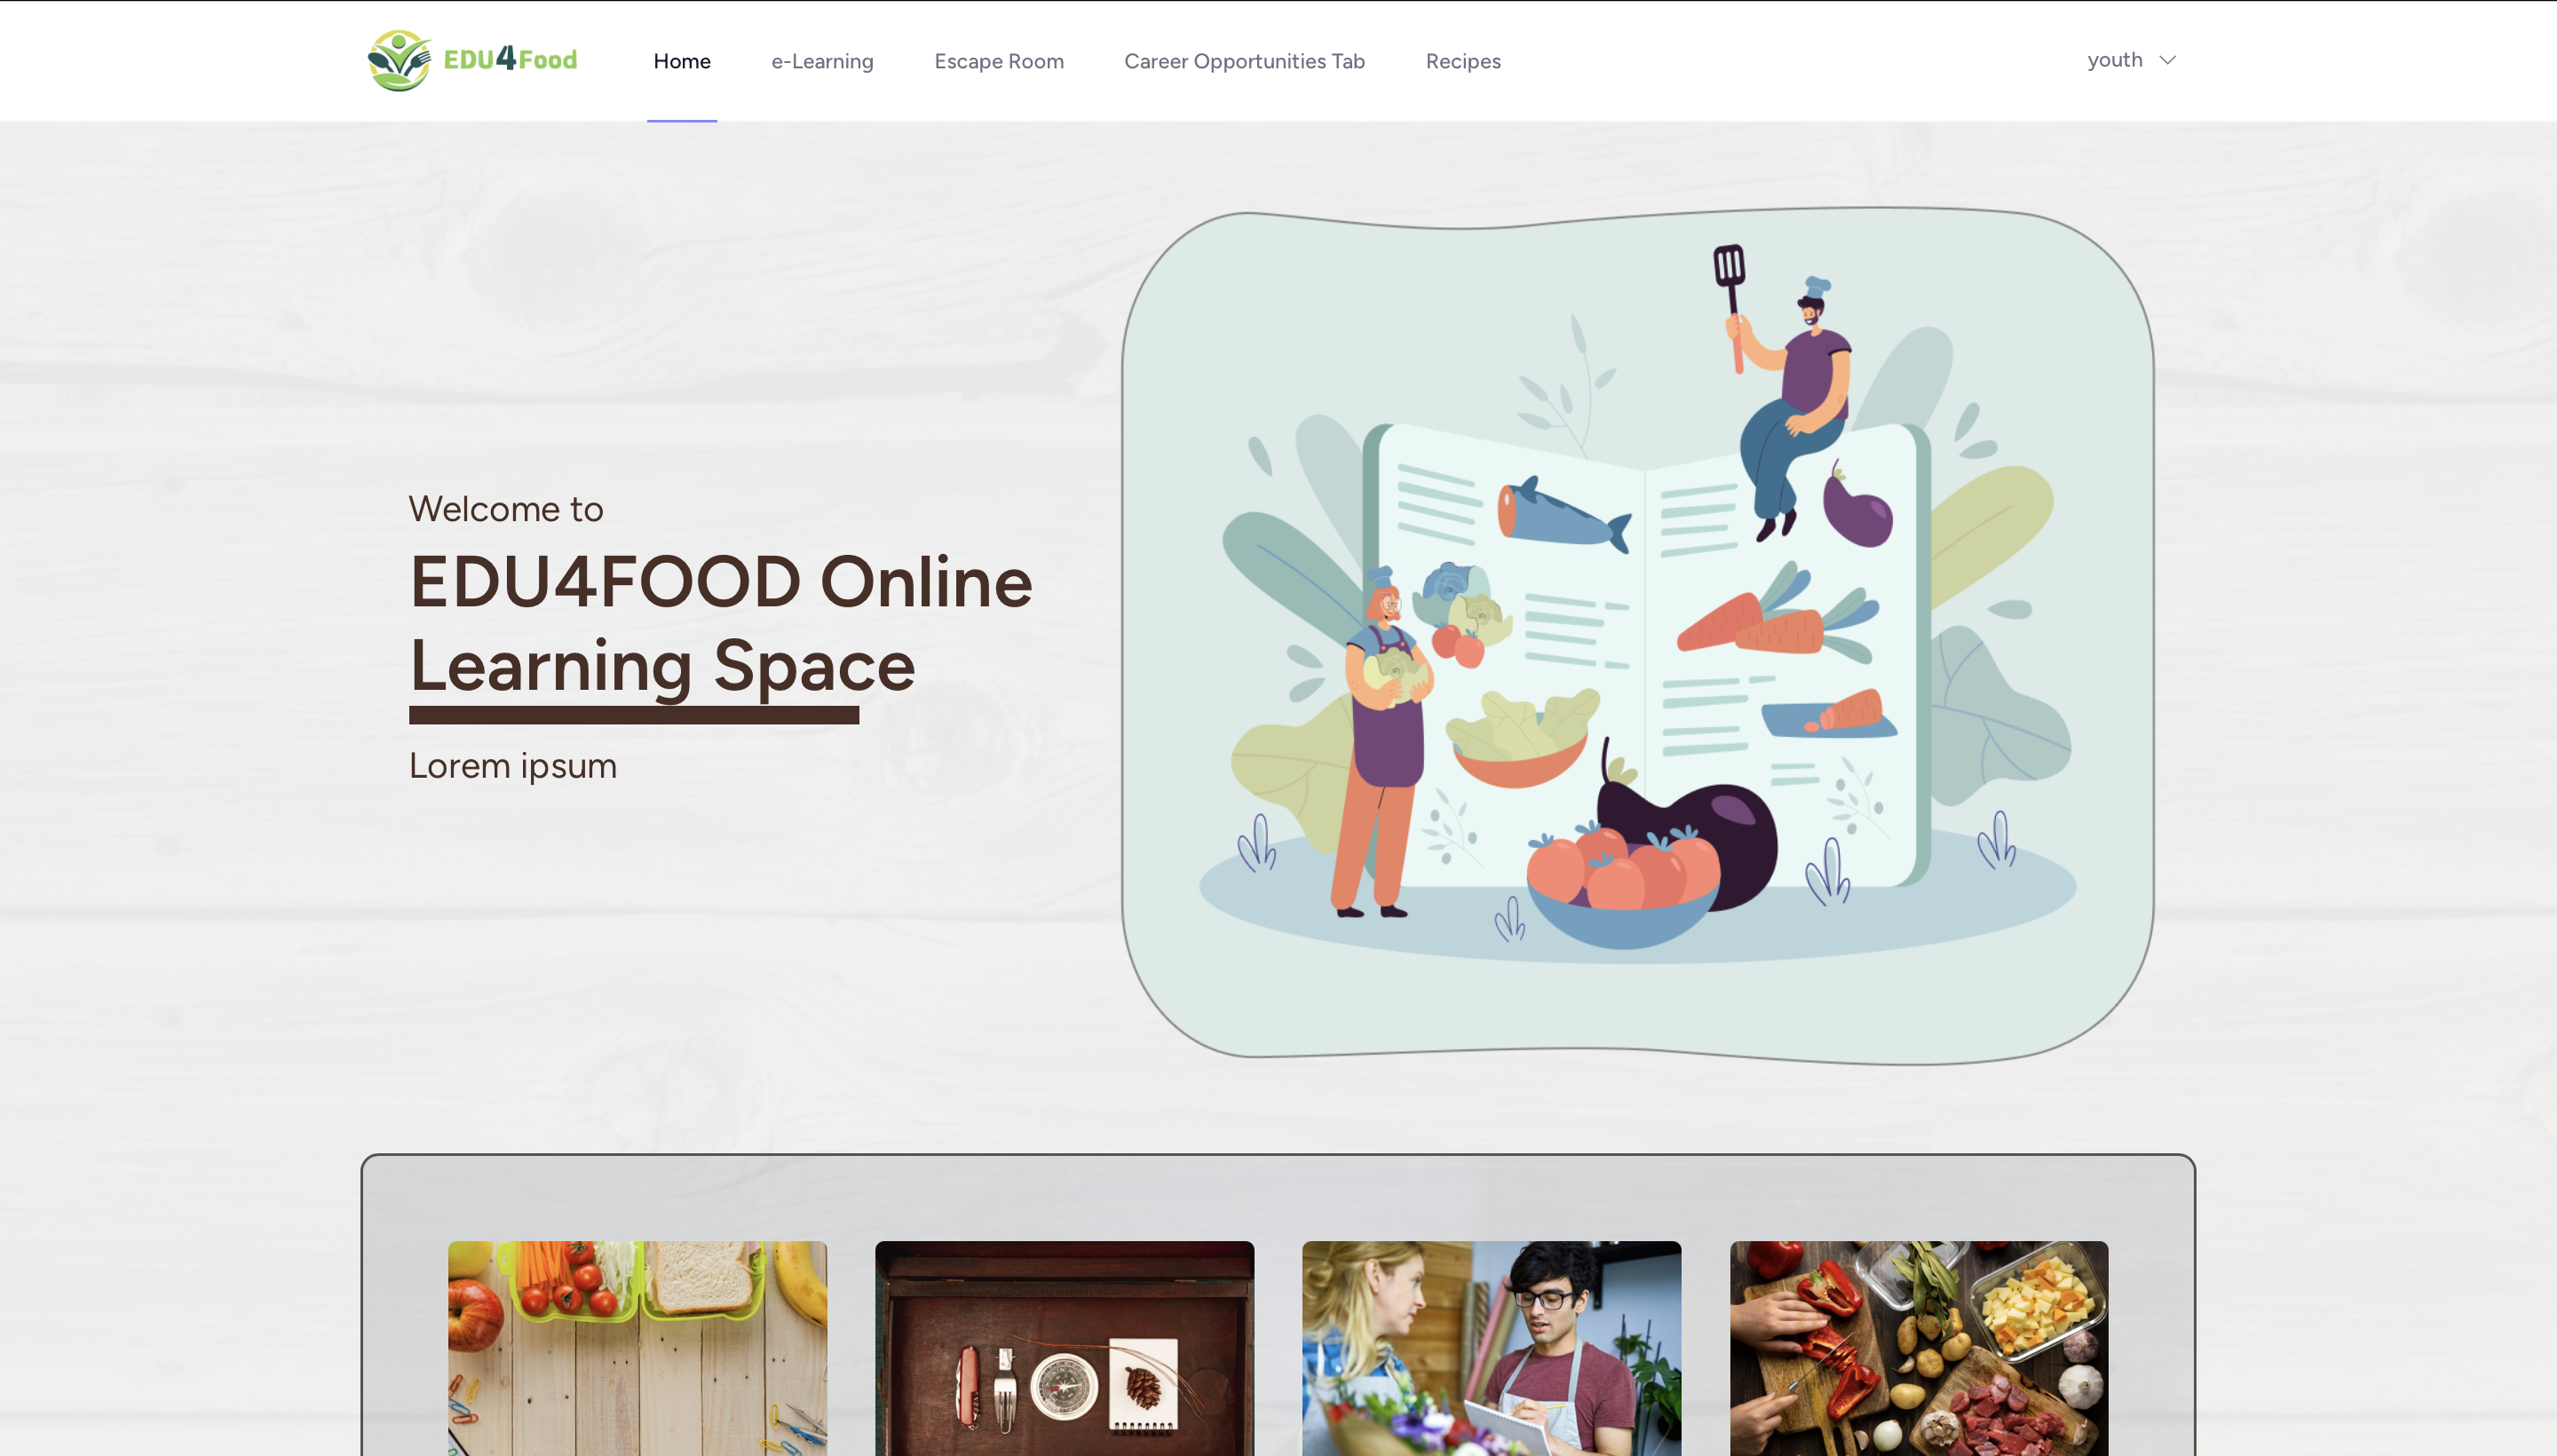 EDU4Food
Home
e-Learning
Escape Room
Career Opportunities Tab
Recipes
youth
Welcome to
EDU4FOOD Online
Learning Space
Lorem ipsum